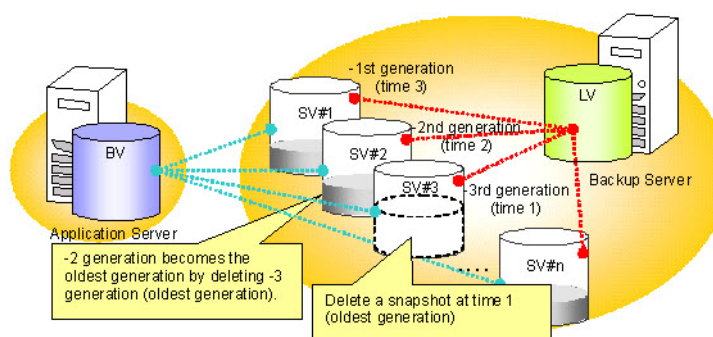 -1st generation
(time 3)
LV
SV#1
-2nd generation
(time 2)
SV#2
BV
SV#3
-3rd generation
(time 1)
Backup Server
Application Server
SV#n
.....
-2 generation becomes the
oldest generation by deleting -3
generation (oldest generation).
Delete a snapshot at time 1
(oldest generation)